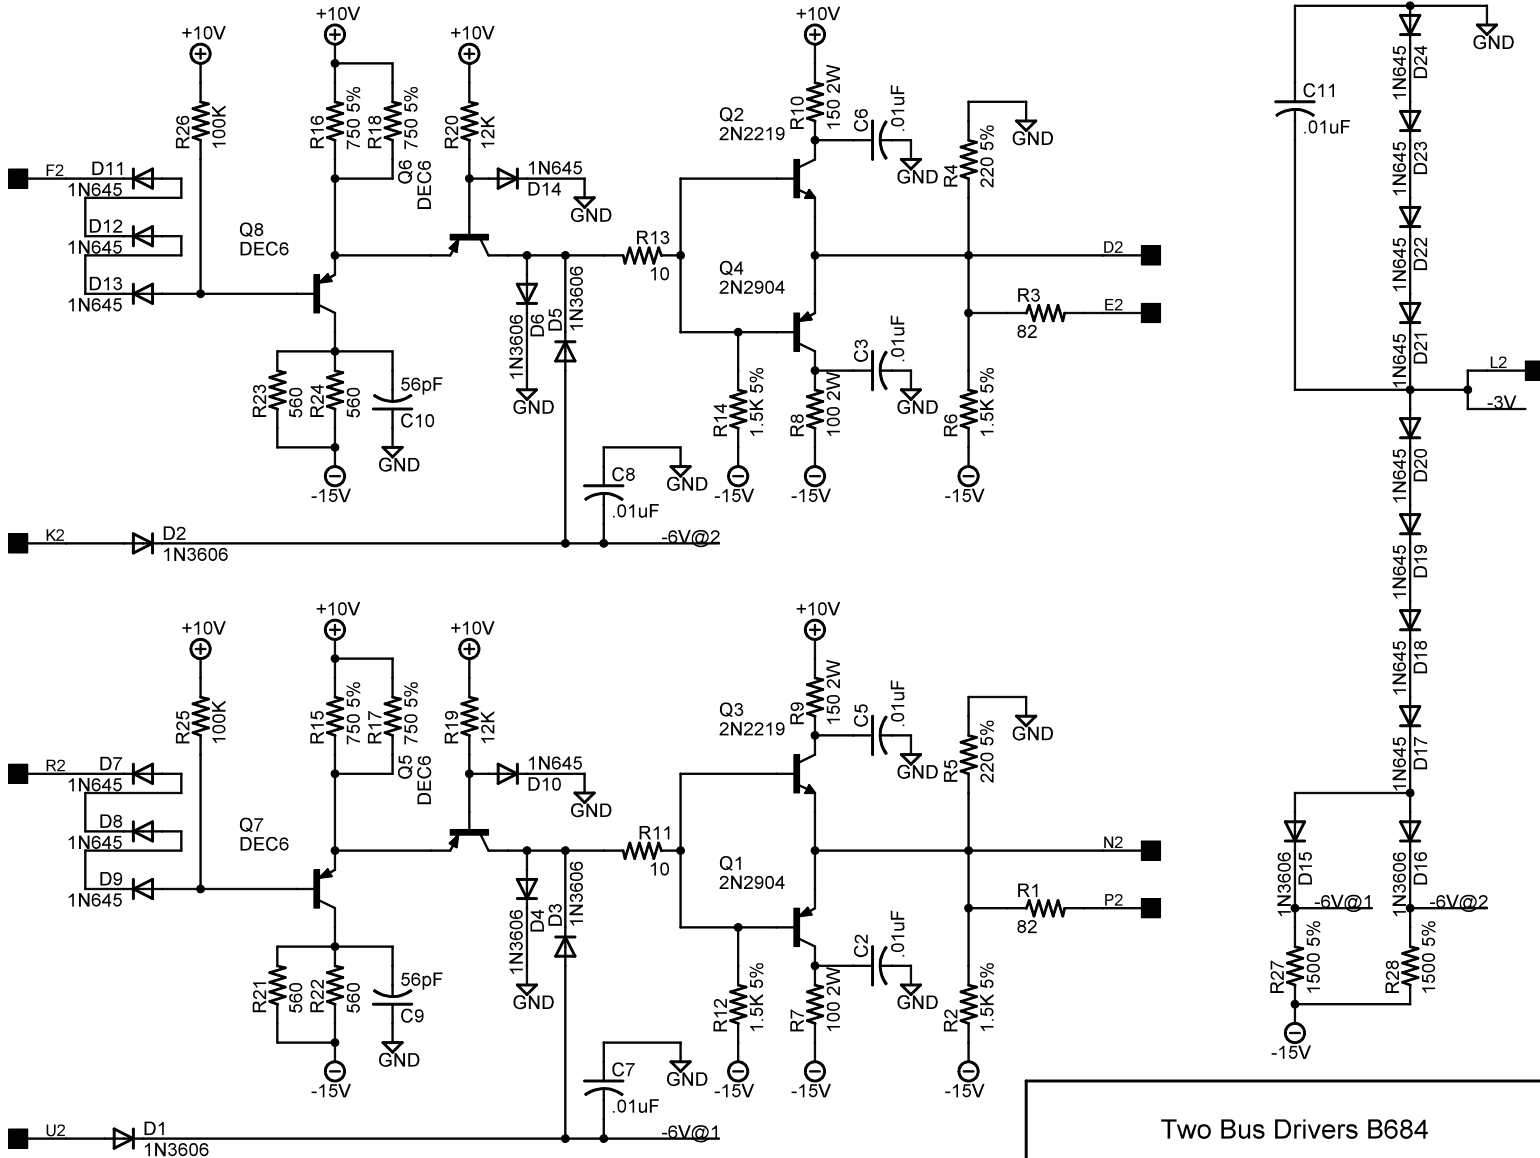 +10V
R26
100K
F2
D11
1N645
D12
1N645
D13
1N645
Q8
DEC6
+10V
R16
750 5%
R18
750 5%
Q6
DEC6
+10V
R20
12K
1N645
D14
GND
R23
560
R24
560
56pF
C10
GND
-15V
1N3606
D6
D5
1N3606
GND
R13
10
K2
D2
1N3606
C8
.01uF
GND
-6V@2
+10V
R10
150 2W
Q2
2N2219
C6
.01uF
GND
Q4
2N2904
C3
.01uF
GND
R14
1.5K 5%
-15V
R8
100 2W
-15V
R4
220 5%
GND
D2
R3
82
E2
R6
1.5K 5%
-15V
+10V
R25
100K
R2
D7
1N645
D8
1N645
D9
1N645
Q7
DEC6
+10V
R15
750 5%
R17
750 5%
Q5
DEC6
+10V
R19
12K
1N645
D10
GND
R21
560
R22
560
56pF
C9
GND
-15V
1N3606
D4
D3
1N3606
GND
R11
10
U2
D1
1N3606
C7
.01uF
GND
-6V@1
+10V
R9
150 2W
Q3
2N2219
C5
.01uF
GND
Q1
2N2904
C2
.01uF
GND
R12
1.5K 5%
-15V
R7
100 2W
-15V
R5
220 5%
GND
N2
R1
82
P2
R2
1.5K 5%
-15V
C11
.01uF
GND
1N645
D24
1N645
D23
1N645
D22
1N645
D21
L2
-3V
1N645
D20
1N645
D19
1N645
D18
1N645
D17
1N3606
D15
1N3606
D16
-6V@1
-6V@2
R27
1500 5%
R28
1500 5%
-15V
Two Bus Drivers B684